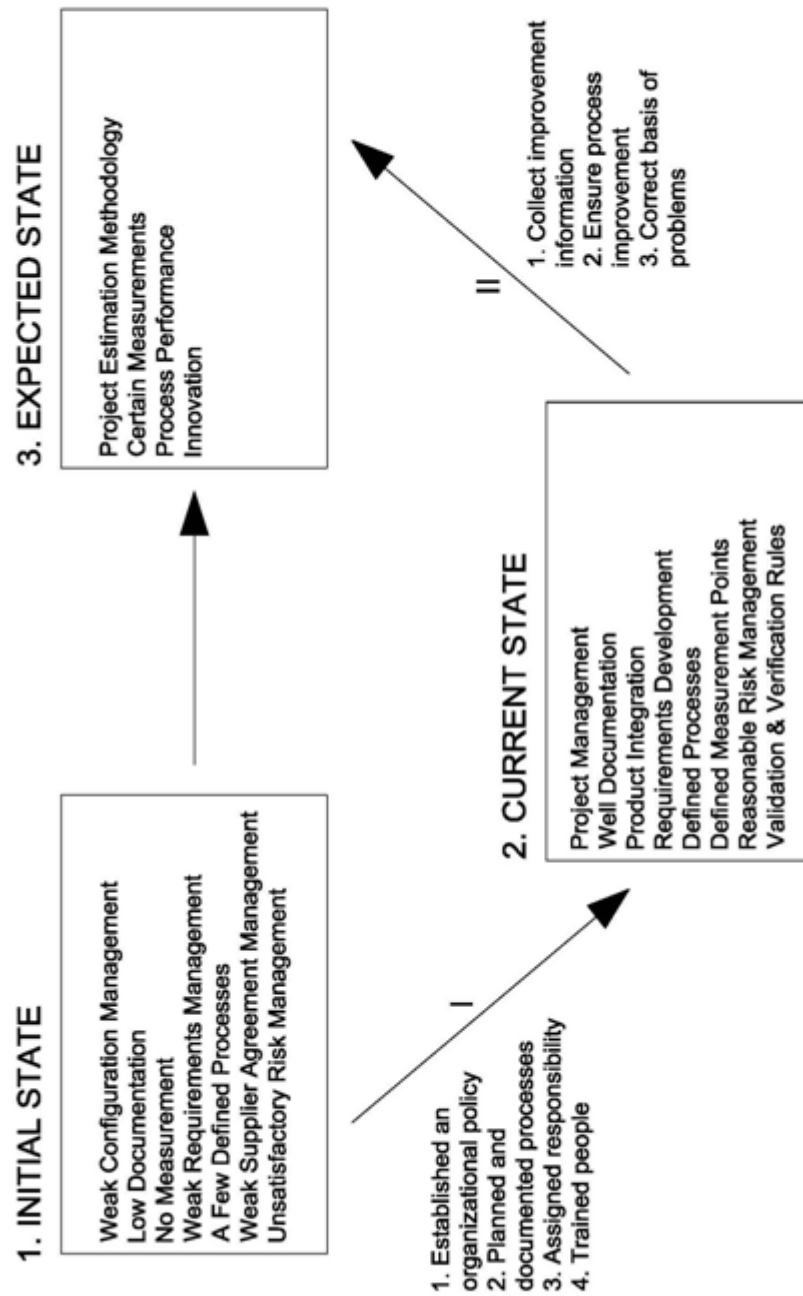 1. INITIAL STATE
Weak Configuration Management
Low Documentation
No Measurement
Weak Requirements Management
A Few Defined Processes
Weak Supplier Agreement Management
Unsatisfactory Risk Management
3. EXPECTED STATE
Project Estimation Methodology
Certain Measurements
Process Performance
Innovation
I
1. Established an
organizational policy
2. Planned and
documented processes
3. Assigned responsibility
4. Trained people
2. CURRENT STATE
Project Management
Well Documentation
Product Integration
Requirements Development
Defined Processes
Defined Measurement Points
Reasonable Risk Management
Validation & Verification Rules
II
1. Collect improvement
information
2. Ensure process
improvement
3. Correct basis of
problems